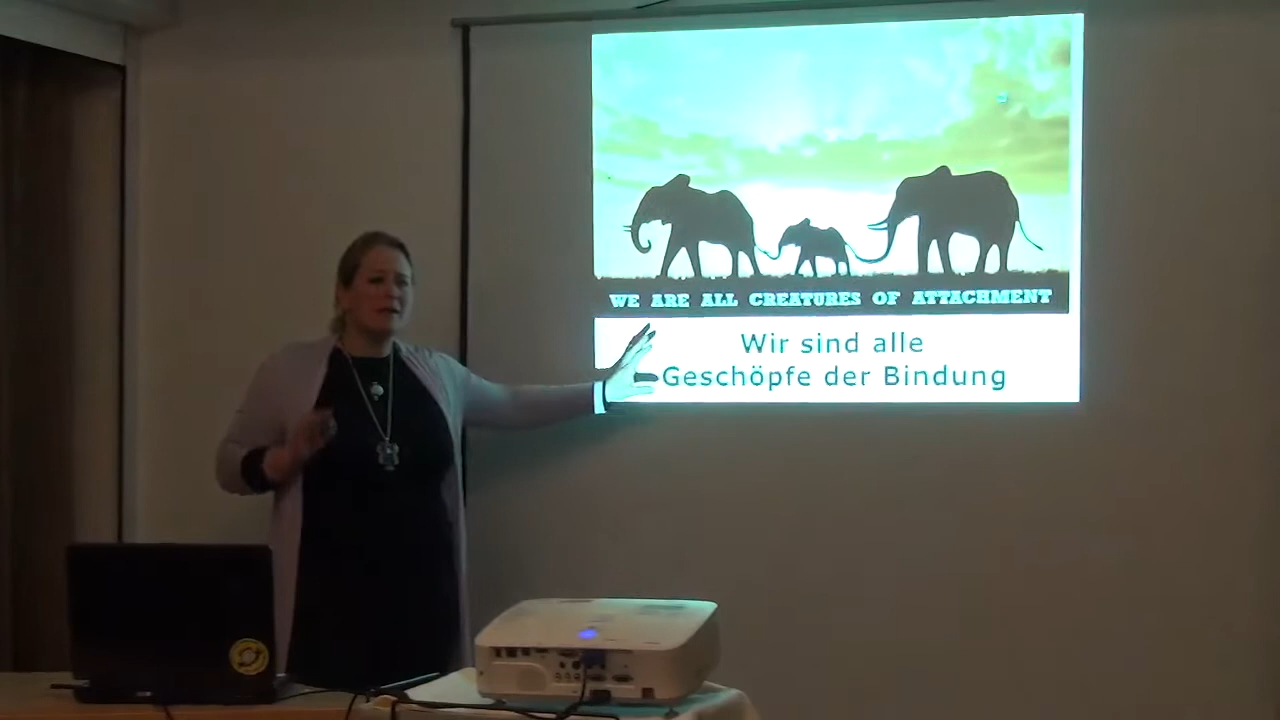 WE ARE ALL CREATURES OF ATTACHMENT
Wir sind alle
Geschöpfe der Bindung